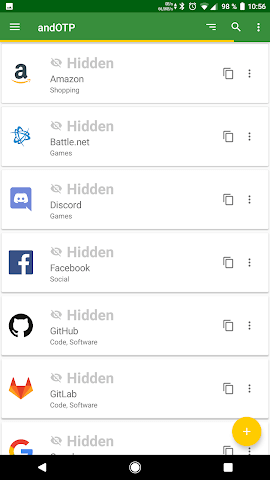 98 % 10:56
andOTP
Hidden
Amazon
Shopping
Hidden
Battle.net
Games
Hidden
Discord
Games
Hidden
Facebook
Social
Hidden
GitHub
Code, Software
Hidden
GitLab
Code, Software
Hidden